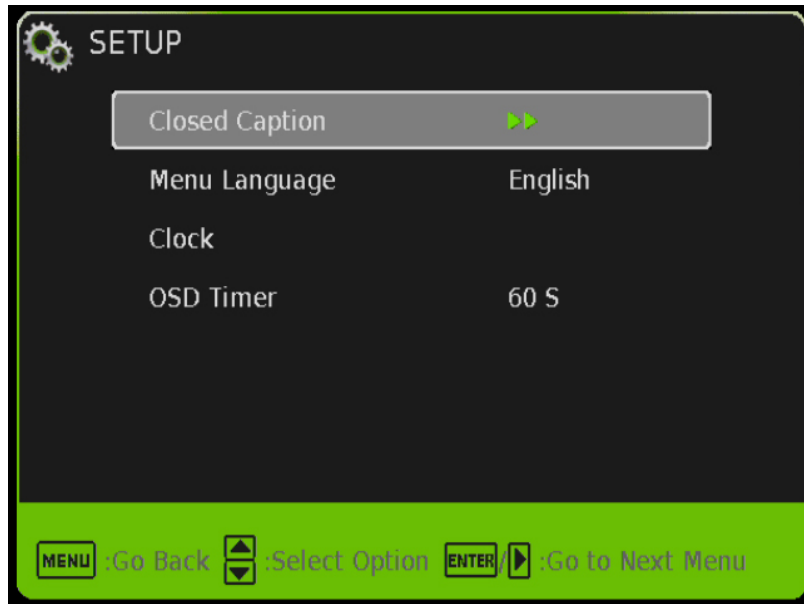 SETUP
Closed Caption
Menu Language English
Clock
OSD Timer 60 S
MENU :Go Back :Select Option ENTER/ :Go to Next Menu